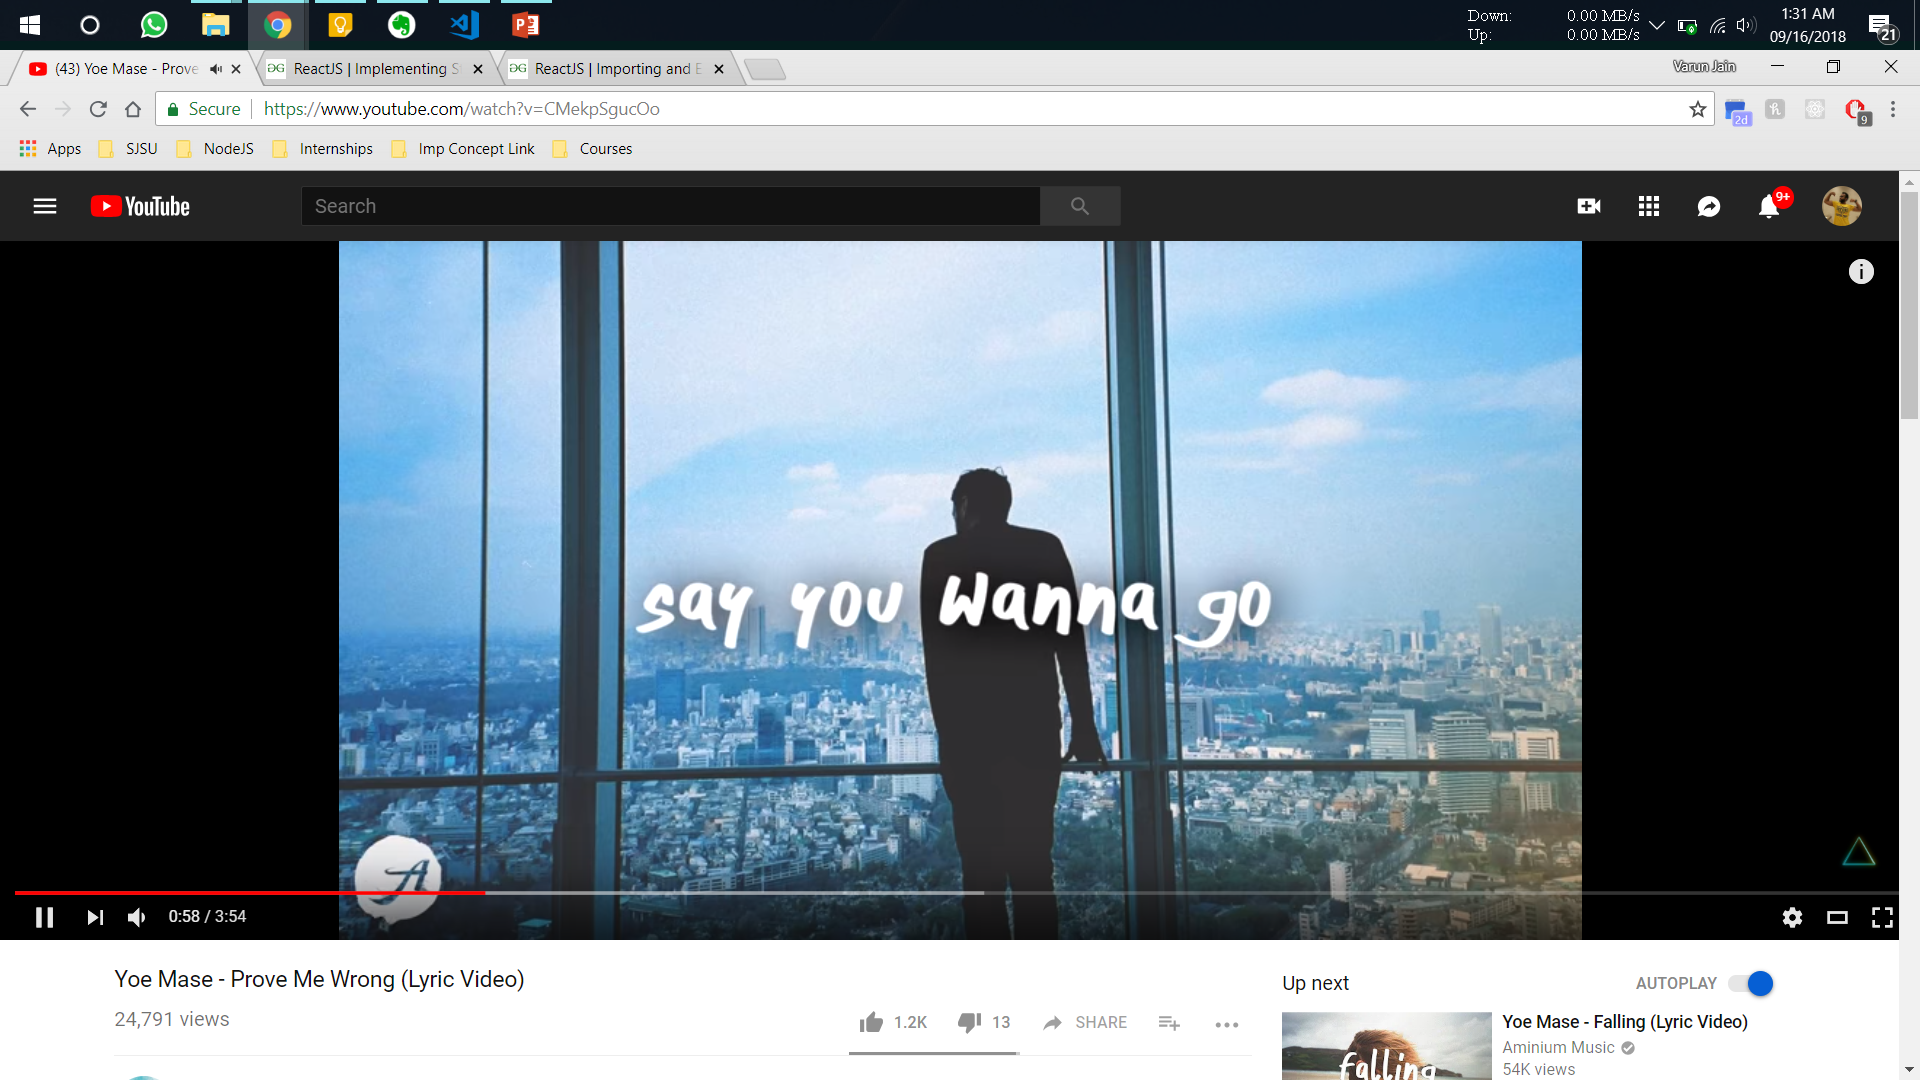 Down: 0.00 MB/s
Up: 0.00 MB/s
1:31 AM
09/16/2018
21
(43) Yoe Mase - Prove
ReactJS | Implementing S
ReactJS | Importing and E
Varun Jain
Secure
https://www.youtube.com/watch?v=CMekpSgucOo
2d
9
Apps
SJSU
NodeJS
Internships
Imp Concept Link
Courses
YouTube
Search
9+
say you wanna go
A
0:58 / 3:54
Yoe Mase - Prove Me Wrong (Lyric Video)
24,791 views
1.2K
13
SHARE
Up next
AUTOPLAY
falling
Yoe Mase - Falling (Lyric Video)
Aminium Music
54K views